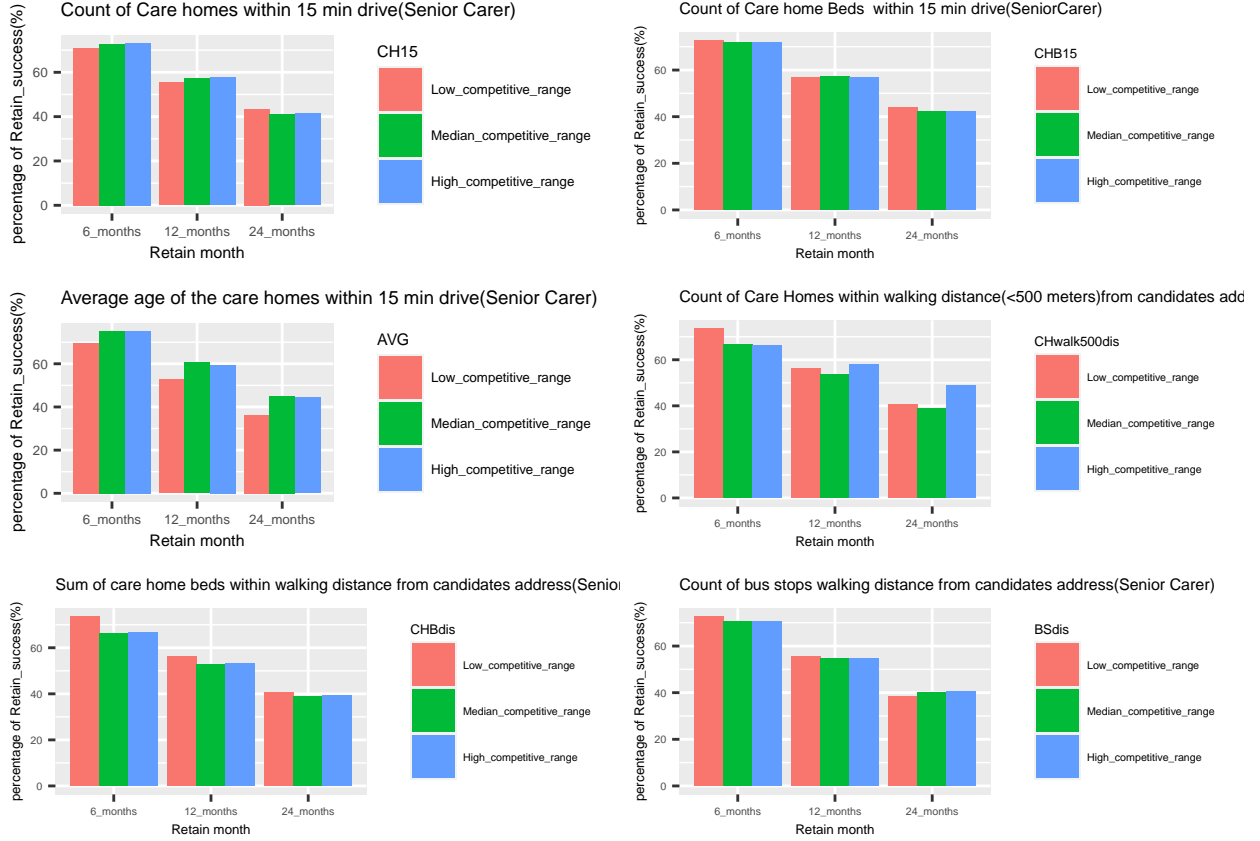 Count of Care homes within 15 min drive(Senior Carer)
percentage of Retain_success(%)
60
40
20
0
6_months
12_months
24_months
Retain month
CH15
Low_competitive_range
Median_competitive_range
High_competitive_range
Count of Care home Beds  within 15 min drive(SeniorCarer)
percentage of Retain_success(%)
60
40
20
0
6_months
12_months
24_months
Retain month
CHB15
Low_competitive_range
Median_competitive_range
High_competitive_range
Average age of the care homes within 15 min drive(Senior Carer)
percentage of Retain_success(%)
60
40
20
0
6_months
12_months
24_months
Retain month
AVG
Low_competitive_range
Median_competitive_range
High_competitive_range
Count of Care Homes within walking distance(<500 meters)from candidates add
percentage of Retain_success(%)
60
40
20
0
6_months
12_months
24_months
Retain month
CHwalk500dis
Low_competitive_range
Median_competitive_range
High_competitive_range
Sum of care home beds within walking distance from candidates address(Senior
percentage of Retain_success(%)
60
40
20
0
6_months
12_months
24_months
Retain month
CHBdis
Low_competitive_range
Median_competitive_range
High_competitive_range
Count of bus stops walking distance from candidates address(Senior Carer)
percentage of Retain_success(%)
60
40
20
0
6_months
12_months
24_months
Retain month
BSdis
Low_competitive_range
Median_competitive_range
High_competitive_range